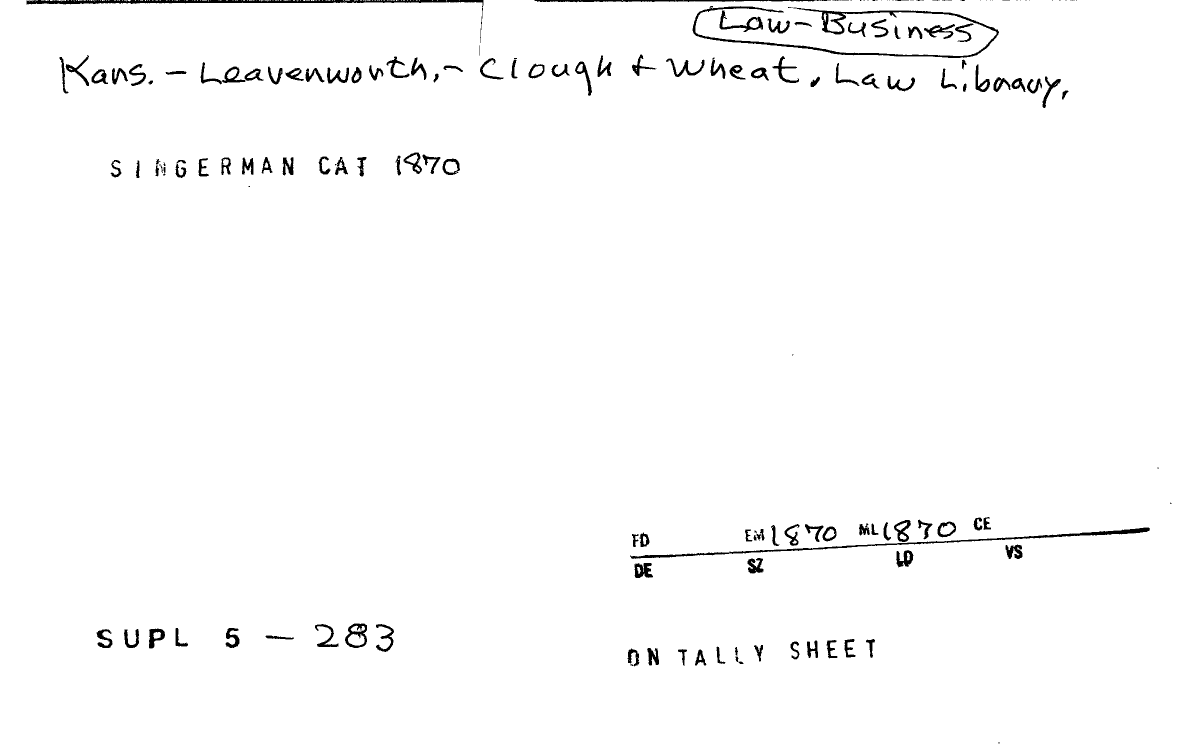 Law-Business
Kans. - Leavenworth, - Clough + Wheat. Law Library.
SINGERMAN CAT 1870
FD EM 1870 ML 1870 CE
DE SZ LD VS
SUPL 5 - 283
ON TALLY SHEET